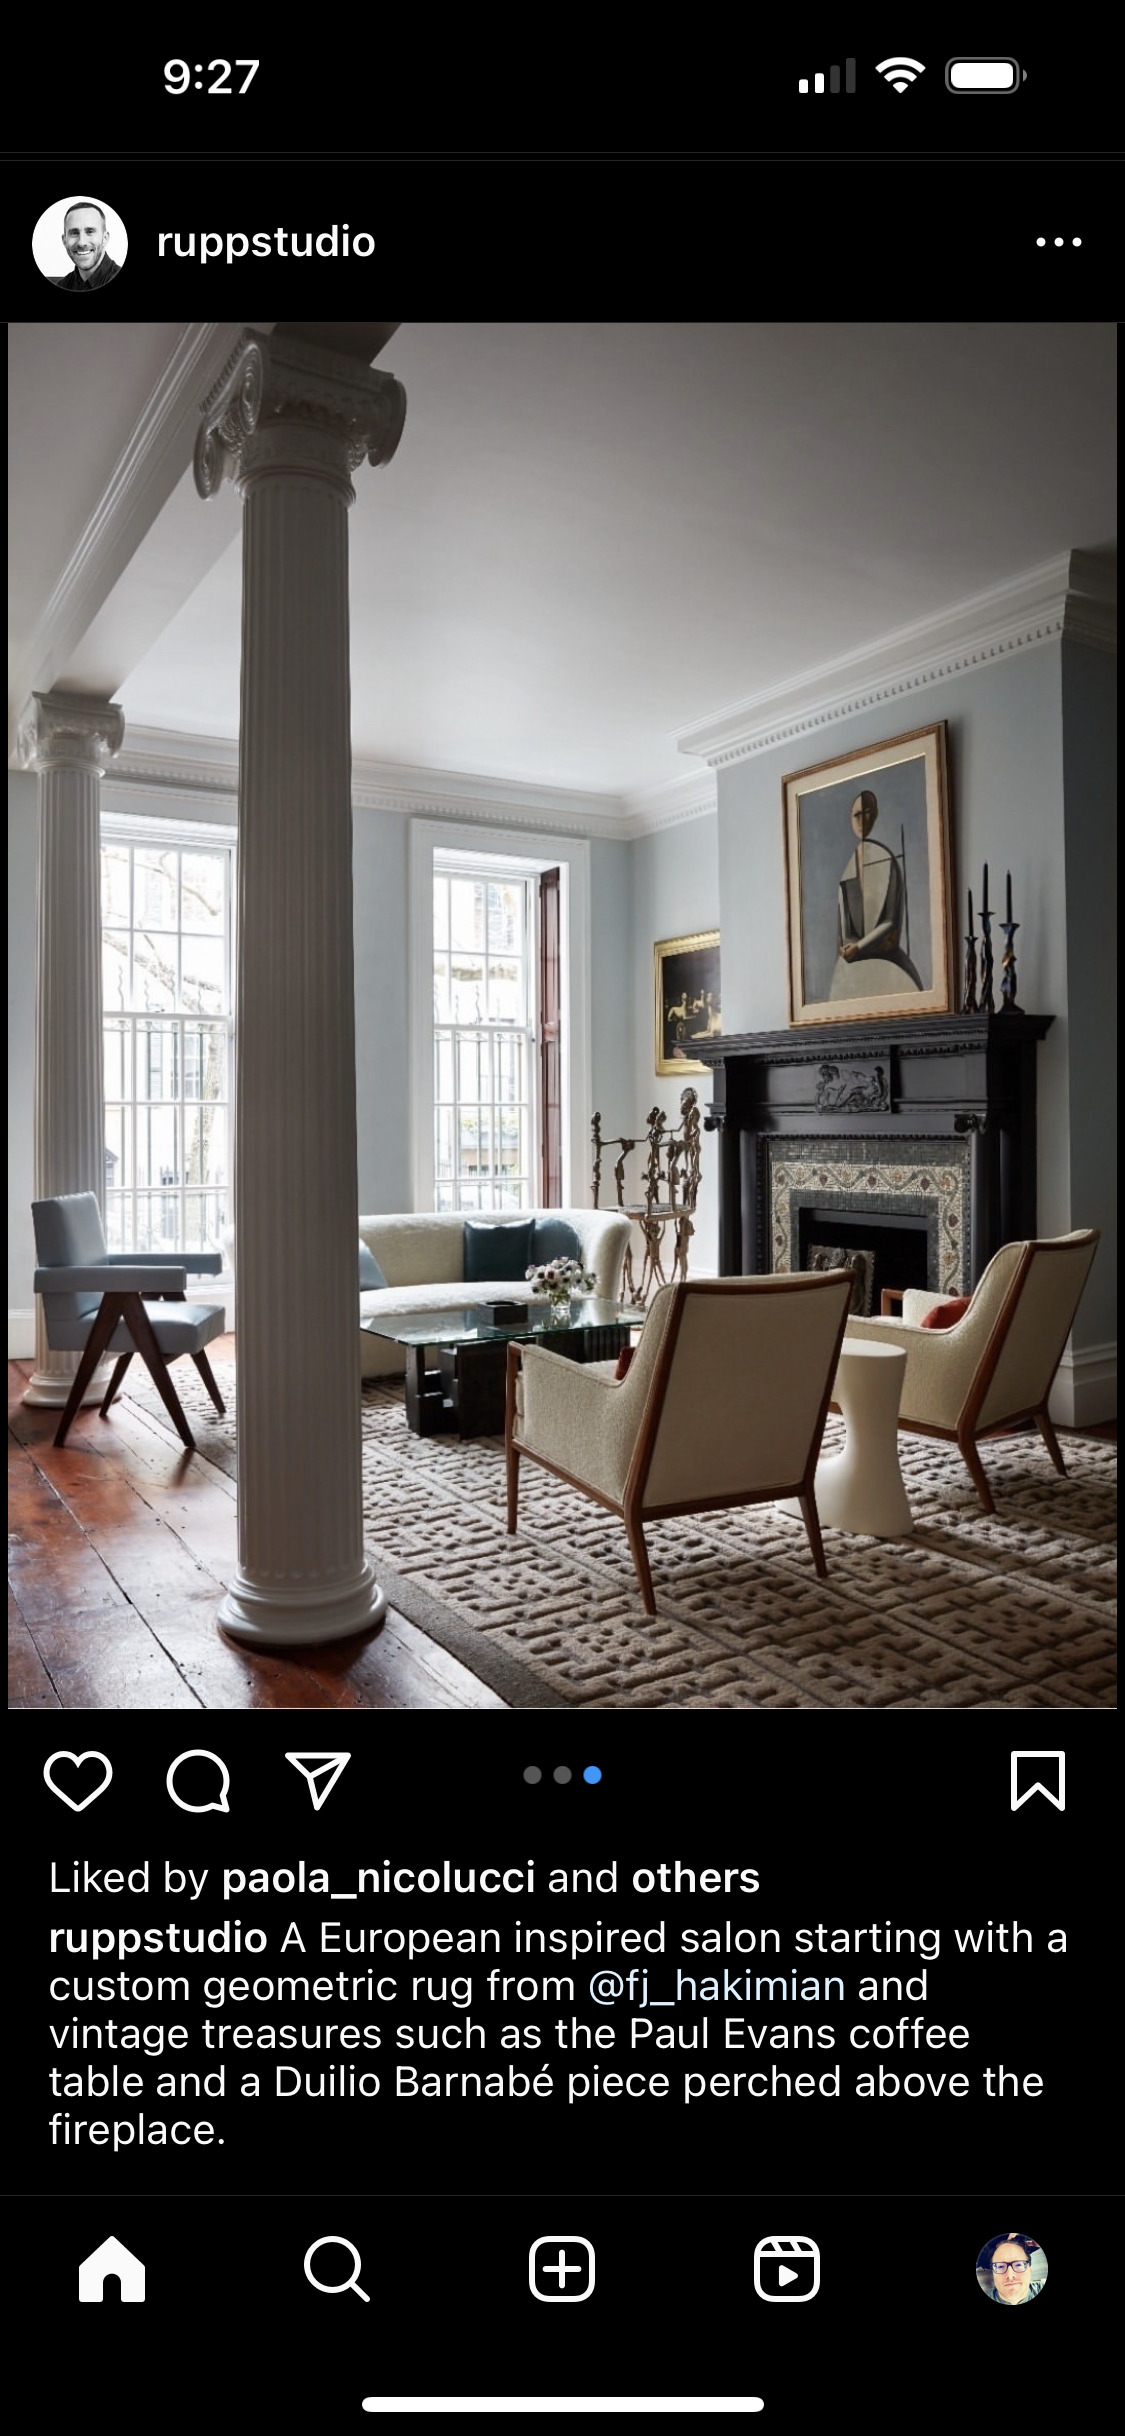 9:27
ruppstudio
Liked by paola_nicolucci and others
ruppstudio A European inspired salon starting with a
custom geometric rug from @fj_hakimian and
vintage treasures such as the Paul Evans coffee
table and a Duilio Barnabé piece perched above the
fireplace.